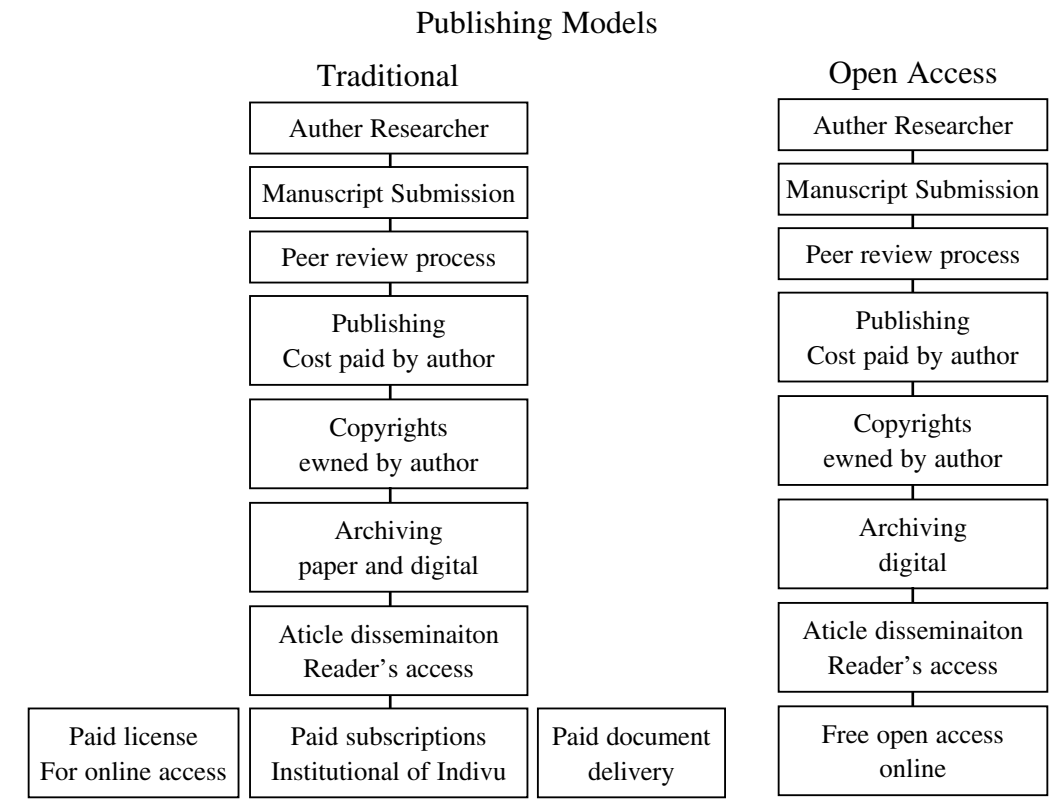 Publishing Models
Traditional
Auther Researcher
Manuscript Submission
Peer review process
Publishing
Cost paid by author
Copyrights
ewned by author
Archiving
paper and digital
Aticle disseminaiton
Reader's access
Paid license
For online access
Paid subscriptions
Institutional of Indivu
Paid document
delivery
Open Access
Auther Researcher
Manuscript Submission
Peer review process
Publishing
Cost paid by author
Copyrights
ewned by author
Archiving
digital
Aticle disseminaiton
Reader's access
Free open access
online